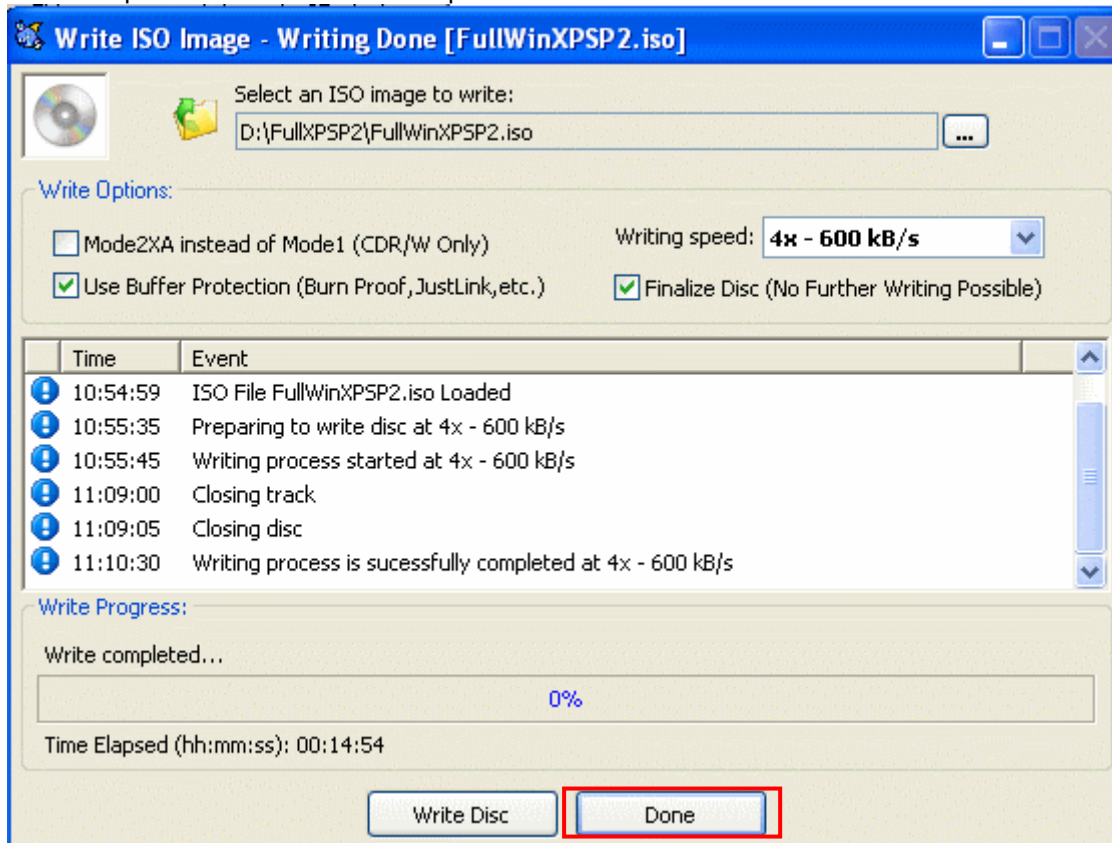 Write ISO Image - Writing Done [FullWinXPSP2.iso]
Select an ISO image to write:
D:\FullXPSP2\FullWinXPSP2.iso
...
Write Options:
Mode2XA instead of Mode1 (CDR/W Only)
Writing speed: 4x - 600 kB/s
Use Buffer Protection (Burn Proof,JustLink,etc.)
Finalize Disc (No Further Writing Possible)
Time Event
10:54:59 ISO File FullWinXPSP2.iso Loaded
10:55:35 Preparing to write disc at 4x - 600 kB/s
10:55:45 Writing process started at 4x - 600 kB/s
11:09:00 Closing track
11:09:05 Closing disc
11:10:30 Writing process is sucessfully completed at 4x - 600 kB/s
Write Progress:
Write completed...
0%
Time Elapsed (hh:mm:ss): 00:14:54
Write Disc
Done